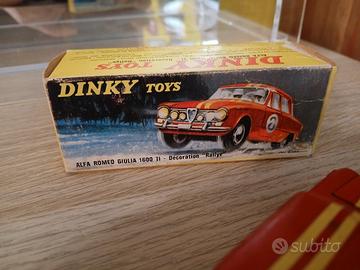 DINKY TOYS
DINKY TOYS
ALFA ROMEO GIULIA 1600 TI - Décoration "Rallye"
subito